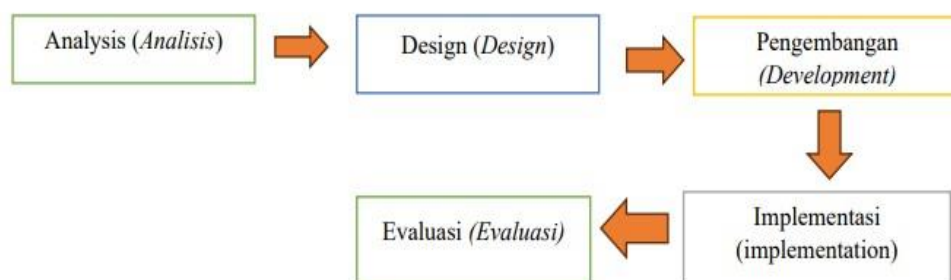 Analysis (Analisis)
Design (Design)
Pengembangan
(Development)
Implementasi
(implementation)
Evaluasi (Evaluasi)